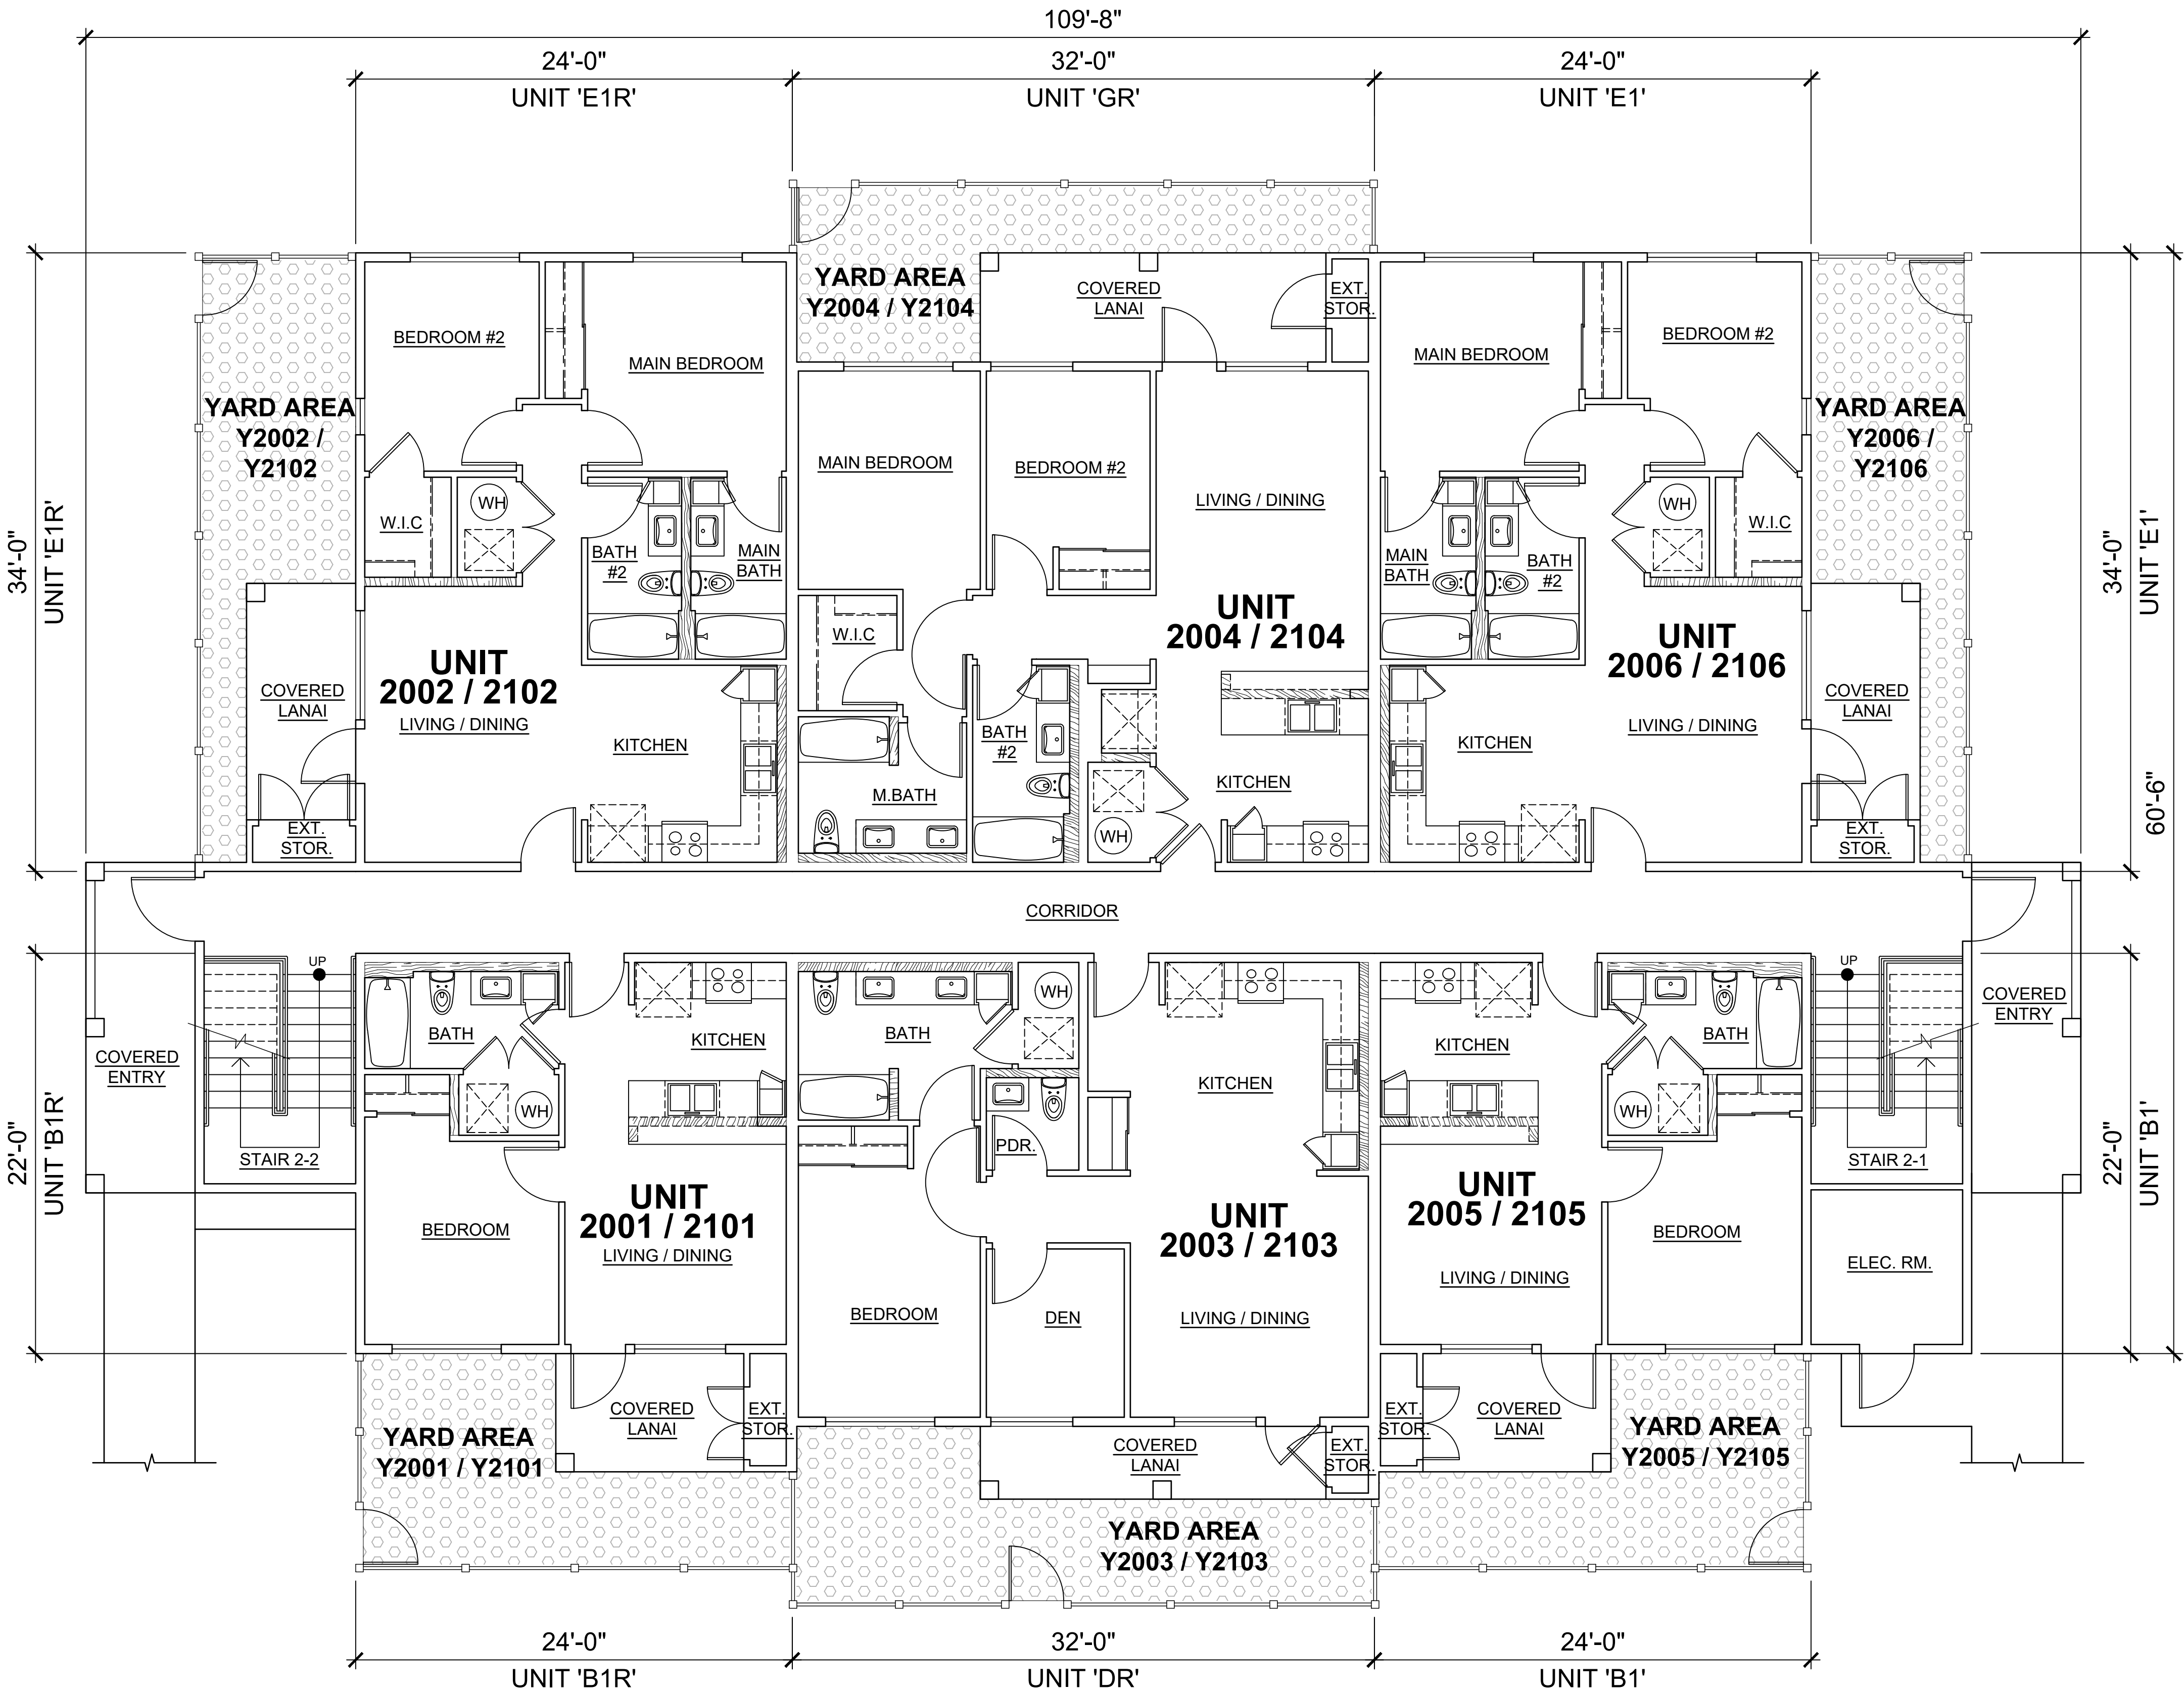 109'-8"
24'-0"
32'-0"
24'-0"
UNIT 'E1R'
UNIT 'GR'
UNIT 'E1'
34'-0"
UNIT 'E1R'
YARD AREA
Y2002 /
Y2102
BEDROOM #2
MAIN BEDROOM
W.I.C
WH
BATH
#2
MAIN
BATH
COVERED
LANAI
UNIT
2002 / 2102
LIVING / DINING
KITCHEN
EXT.
STOR.
YARD AREA
Y2004 / Y2104
COVERED
LANAI
EXT.
STOR.
MAIN BEDROOM
BEDROOM #2
LIVING / DINING
UNIT
2004 / 2104
W.I.C
BATH
#2
M.BATH
KITCHEN
WH
MAIN BEDROOM
BEDROOM #2
MAIN
BATH
BATH
#2
WH
W.I.C
UNIT
2006 / 2106
LIVING / DINING
KITCHEN
YARD AREA
Y2006 /
Y2106
COVERED
LANAI
EXT.
STOR.
34'-0"
UNIT 'E1'
60'-6"
CORRIDOR
22'-0"
UNIT 'B1R'
COVERED
ENTRY
UP
STAIR 2-2
BATH
WH
KITCHEN
UNIT
2001 / 2101
LIVING / DINING
BEDROOM
YARD AREA
Y2001 / Y2101
COVERED
LANAI
EXT.
STOR.
BATH
WH
PDR.
KITCHEN
UNIT
2003 / 2103
LIVING / DINING
BEDROOM
DEN
COVERED
LANAI
EXT.
STOR.
YARD AREA
Y2003 / Y2103
KITCHEN
BATH
WH
UNIT
2005 / 2105
LIVING / DINING
BEDROOM
EXT.
STOR.
COVERED
LANAI
YARD AREA
Y2005 / Y2105
UP
STAIR 2-1
ELEC. RM.
COVERED
ENTRY
22'-0"
UNIT 'B1'
24'-0"
32'-0"
24'-0"
UNIT 'B1R'
UNIT 'DR'
UNIT 'B1'